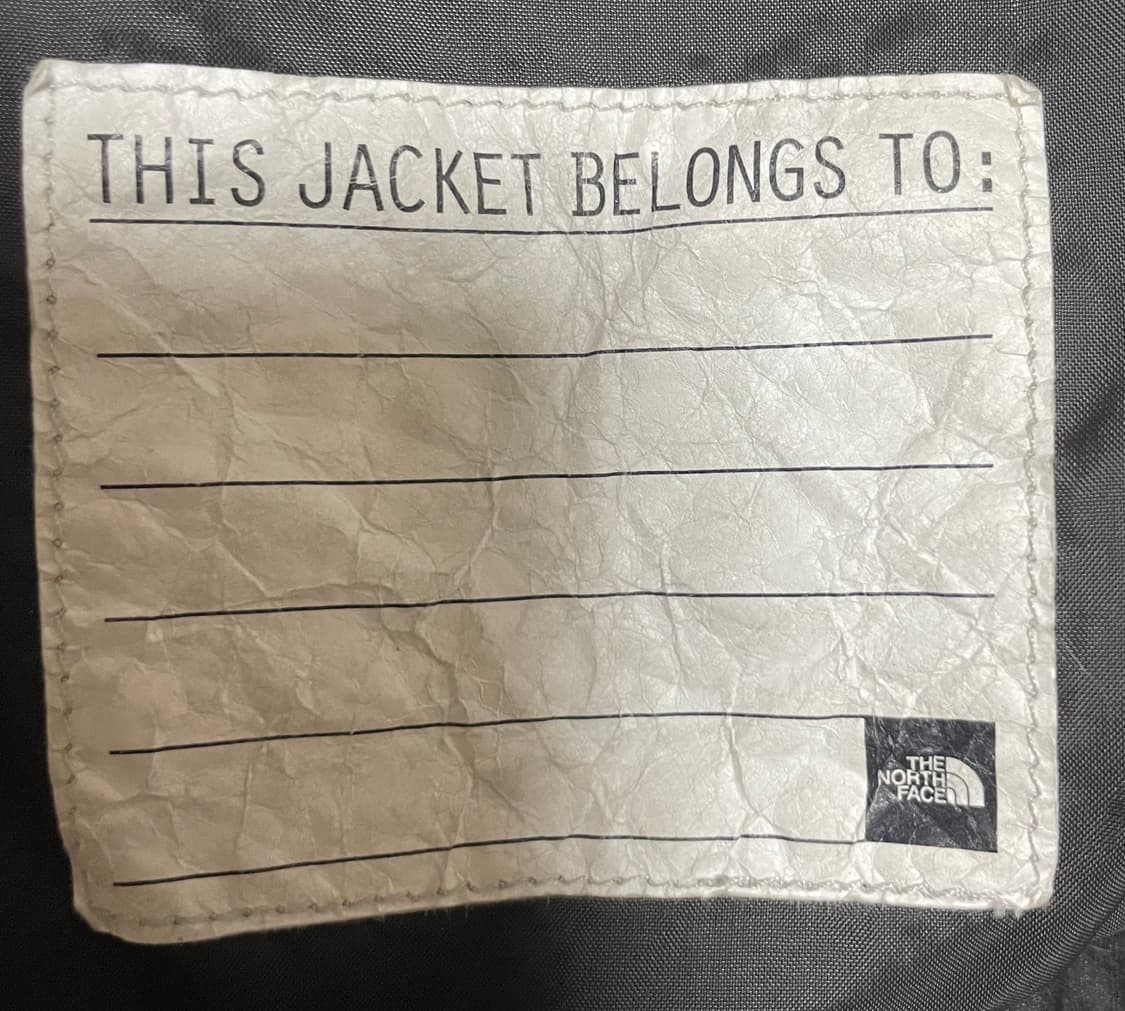 THIS JACKET BELONGS TO:
THE
NORTH
FACE